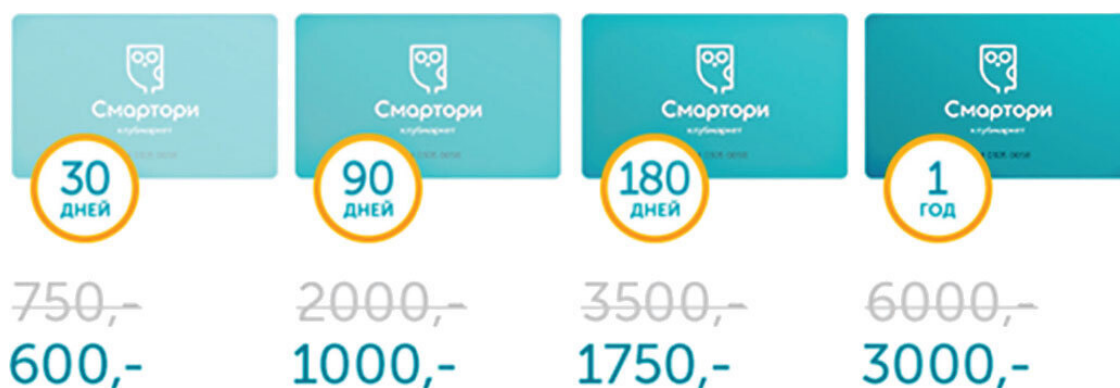 Смартори
клубмаркет
30
ДНЕЙ
750,-
600,-
Смартори
клубмаркет
90
ДНЕЙ
2000,-
1000,-
Смартори
клубмаркет
180
ДНЕЙ
3500,-
1750,-
Смартори
клубмаркет
1
ГОД
6000,-
3000,-